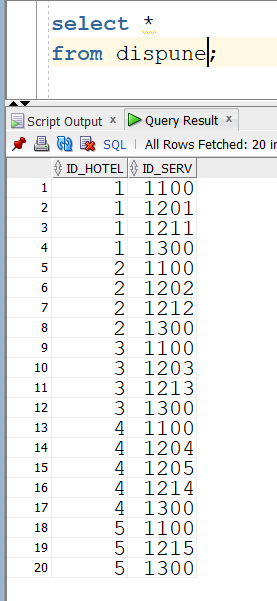 select *
from dispune;
Script Output x Query Result x
SQL | All Rows Fetched: 20 in
ID_HOTEL ID_SERV
1 1 1100
2 1 1201
3 1 1211
4 1 1300
5 2 1100
6 2 1202
7 2 1212
8 2 1300
9 3 1100
10 3 1203
11 3 1213
12 3 1300
13 4 1100
14 4 1204
15 4 1205
16 4 1214
17 4 1300
18 5 1100
19 5 1215
20 5 1300